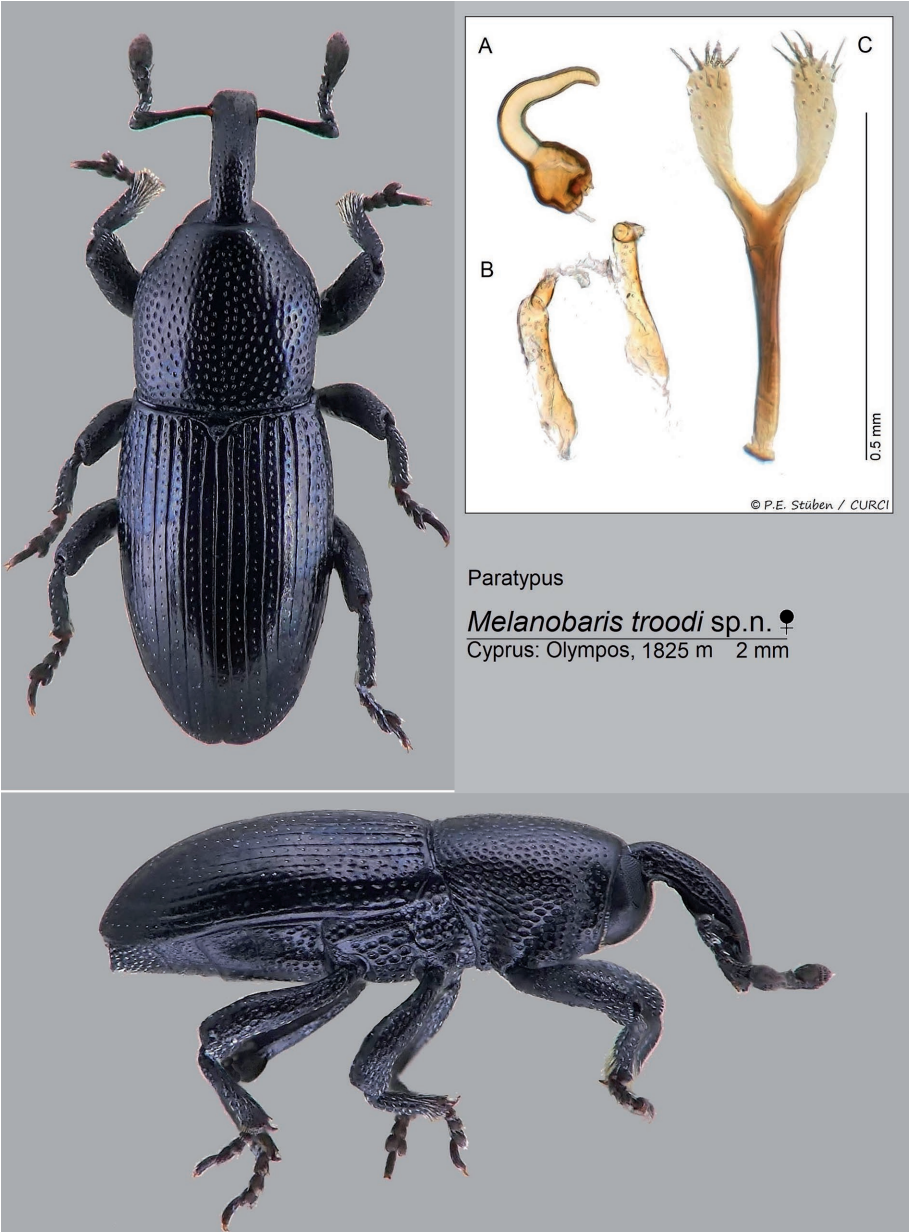 A
C
B
0.5 mm
© P.E. Stüben / CURCI
Paratypus
Melanobaris troodi sp.n. ♀
Cyprus: Olympos, 1825 m 2 mm